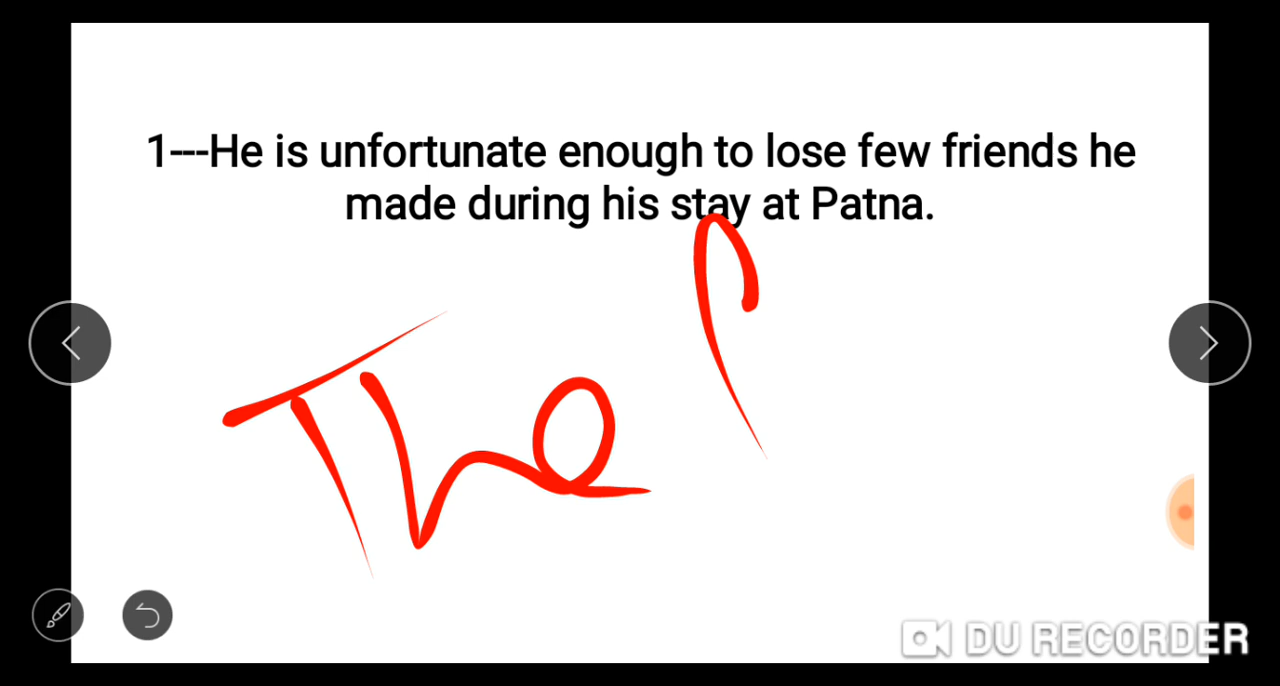 1---He is unfortunate enough to lose few friends he
made during his stay at Patna.
The
DU RECORDER